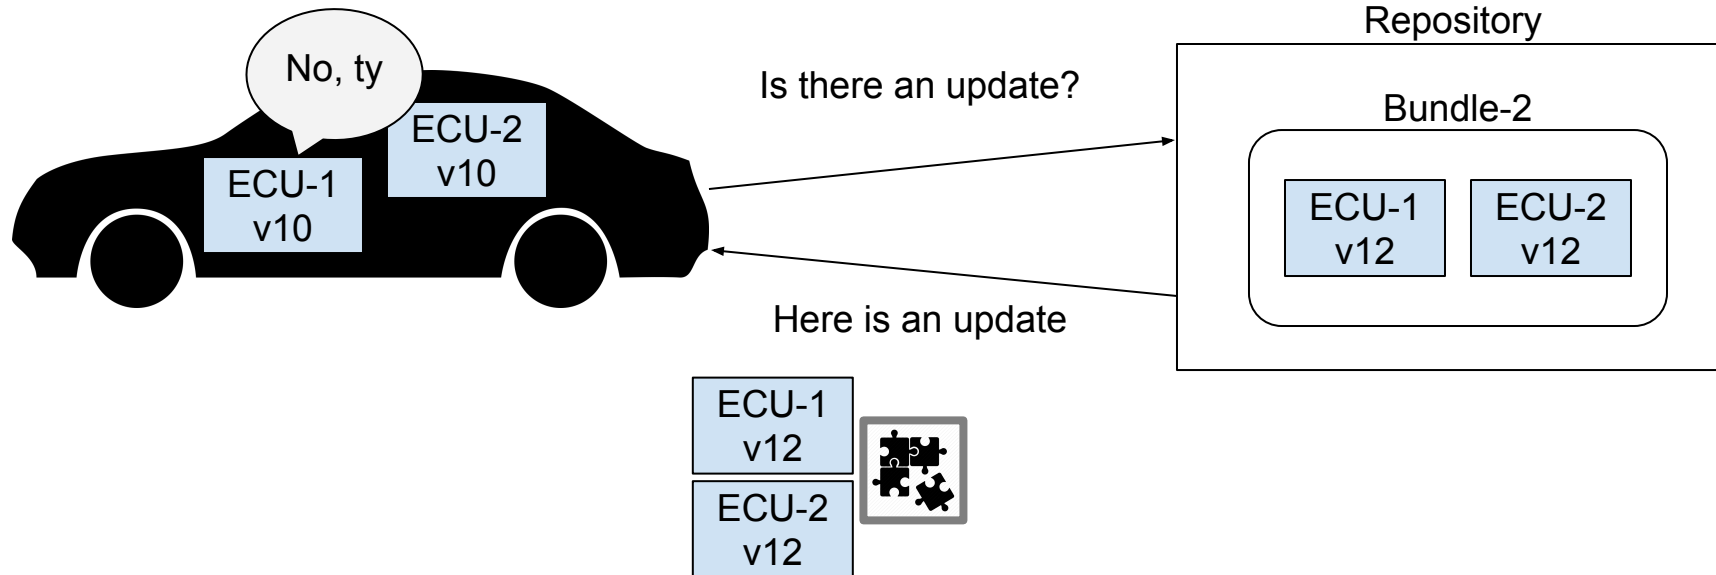 No, ty
ECU-2
v10
ECU-1
v10
Is there an update?
Here is an update
Repository
Bundle-2
ECU-1
v12
ECU-2
v12
ECU-1
v12
ECU-2
v12